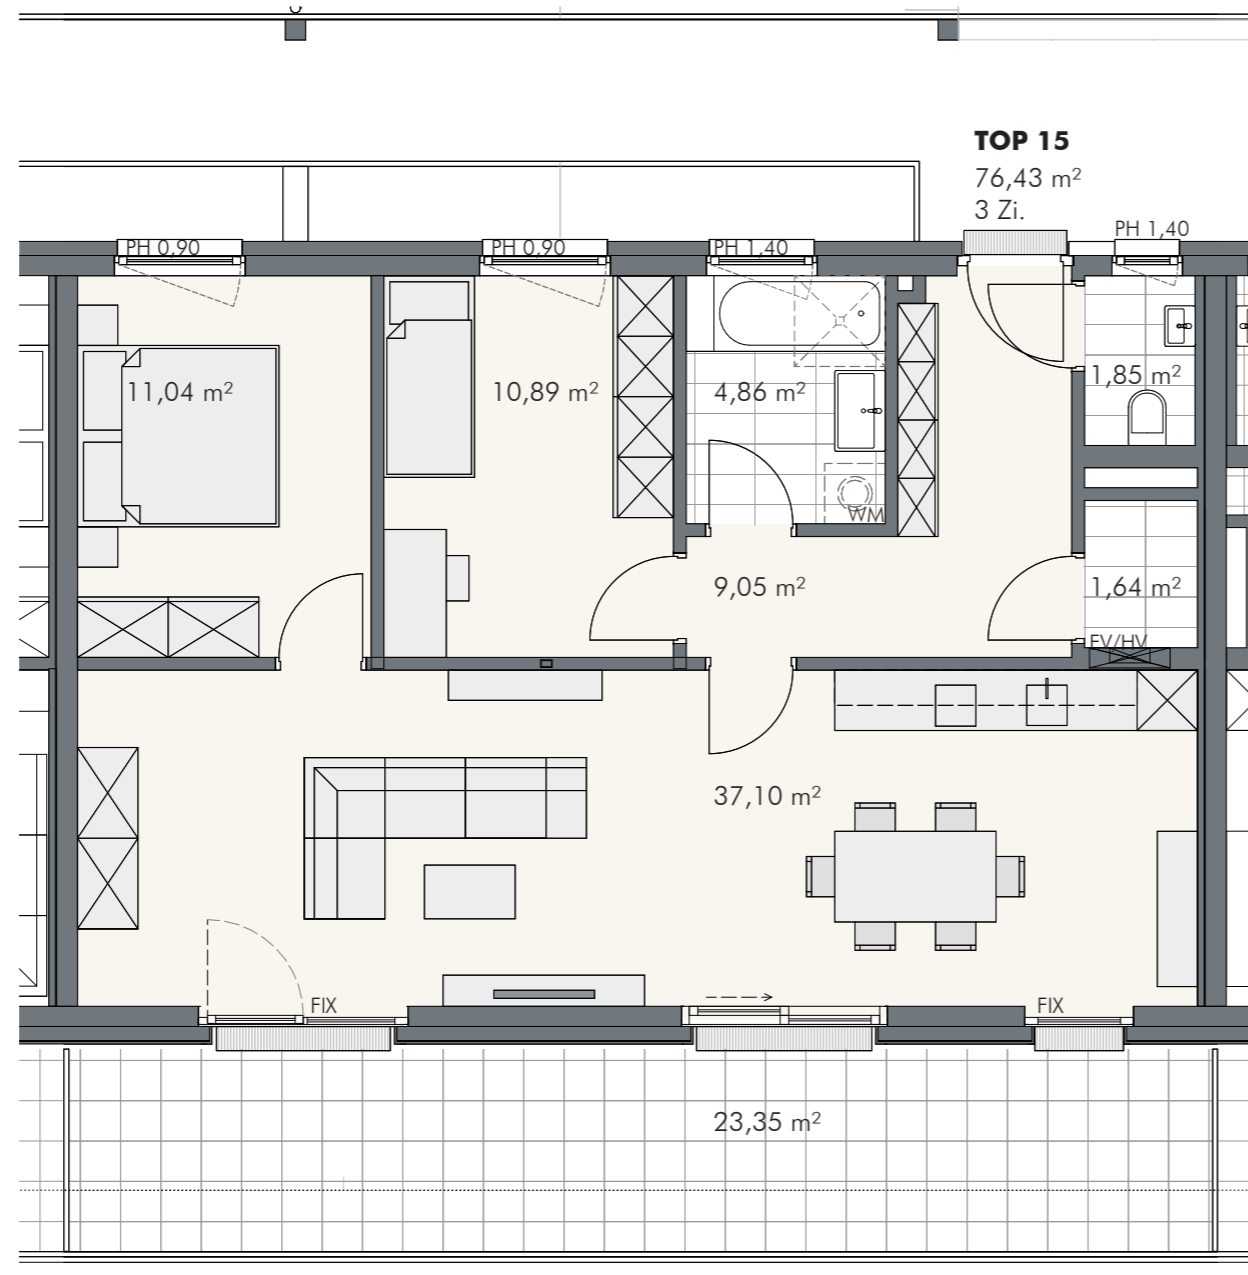 TOP 15
76,43 m²
3 Zi.
PH 1,40
PH 0,90
PH 0,90
PH 1,40
11,04 m²
10,89 m²
4,86 m²
1,85 m²
WM
9,05 m²
1,64 m²
EV/HV
37,10 m²
FIX
FIX
23,35 m²